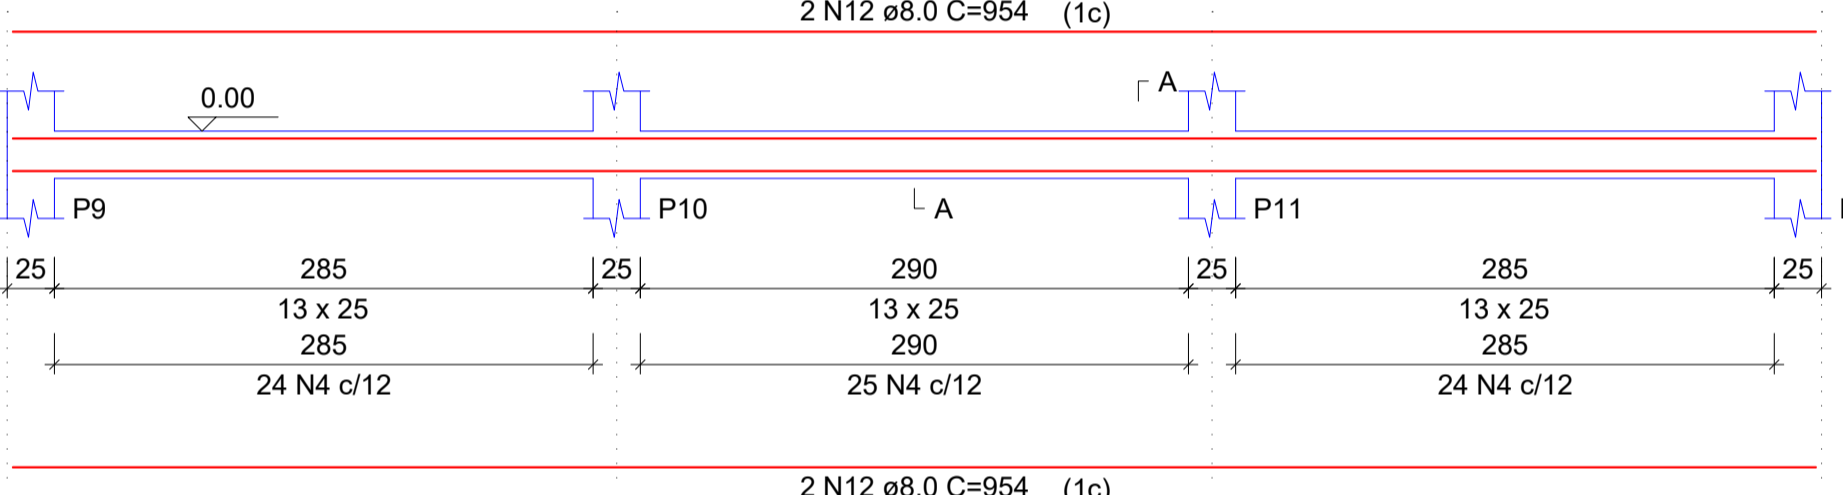 2 N12 ø8.0 C=954 (1c)
A
0.00
P9 P10 A P11
25 285 25 290 25 285 25
13 x 25 13 x 25 13 x 25
285 290 285
24 N4 c/12 25 N4 c/12 24 N4 c/12
2 N12 ø8.0 C=954 (1c)